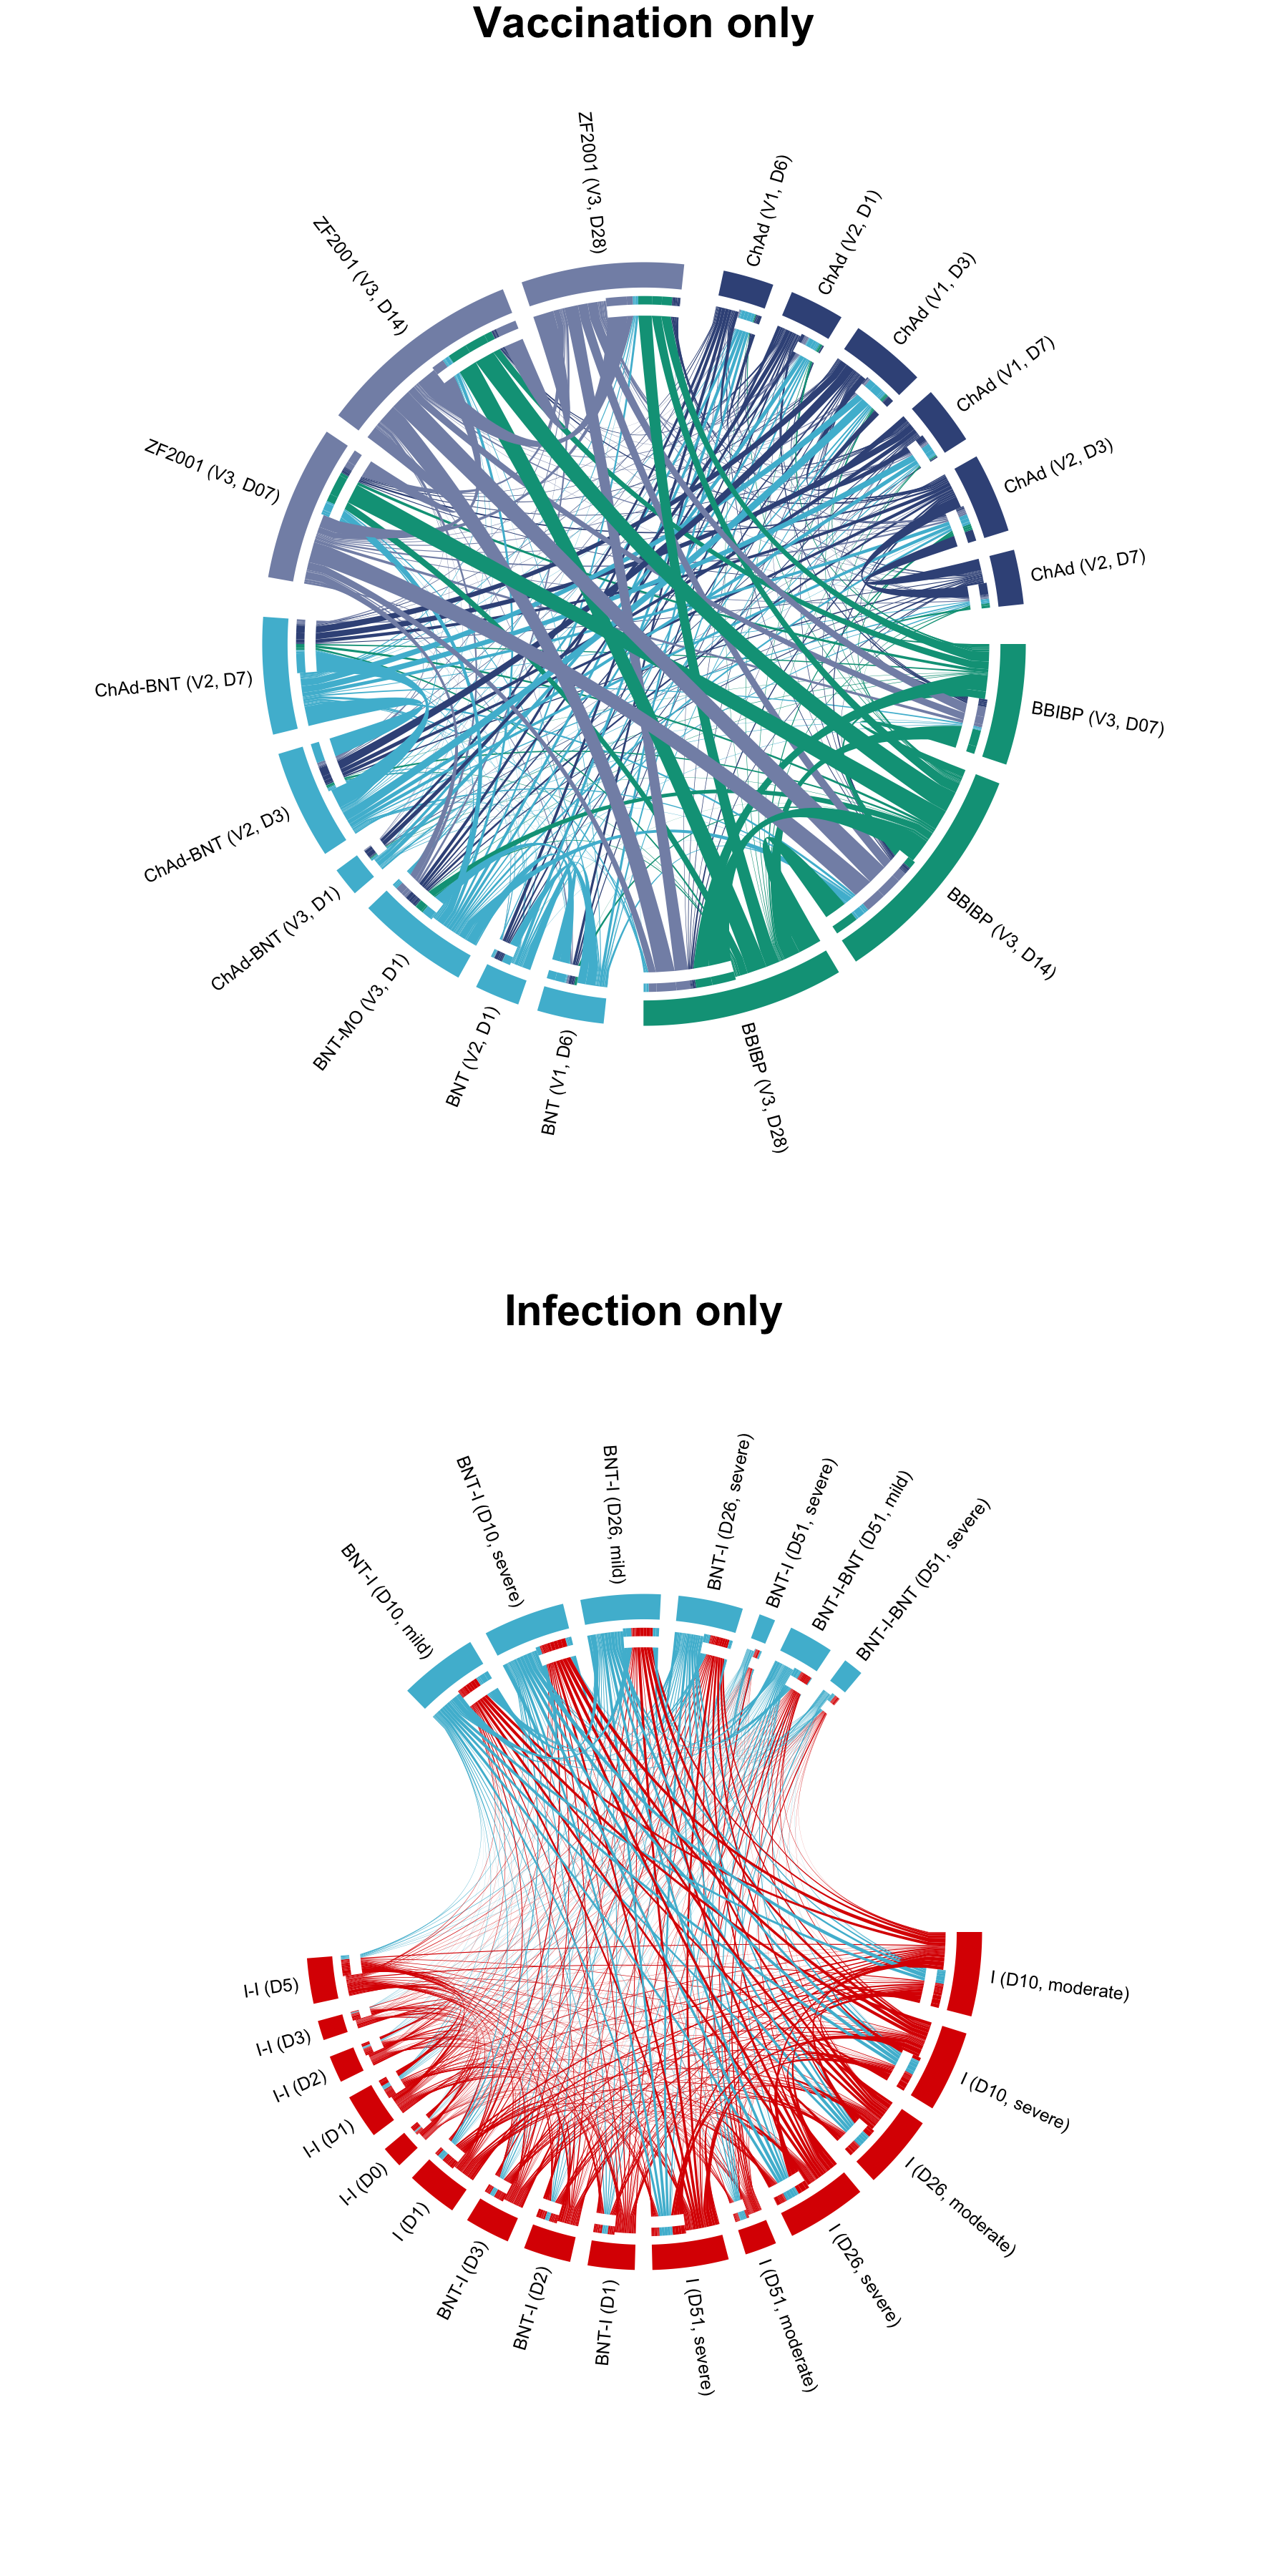 Vaccination only
ZF2001 (V3, D28)
ChAd (V1, D6)
ChAd (V2, D1)
ChAd (V1, D3)
ChAd (V1, D7)
ChAd (V2, D3)
ChAd (V2, D7)
BBIBP (V3, D07)
BBIBP (V3, D14)
BBIBP (V3, D28)
BNT (V1, D6)
BNT (V2, D1)
BNT-MO (V3, D1)
ChAd-BNT (V3, D1)
ChAd-BNT (V2, D3)
ChAd-BNT (V2, D7)
ZF2001 (V3, D07)
ZF2001 (V3, D14)
Infection only
BNT-I (D10, mild)
BNT-I (D10, severe)
BNT-I (D26, mild)
BNT-I (D26, severe)
BNT-I (D51, severe)
BNT-I-BNT (D51, mild)
BNT-I-BNT (D51, severe)
I (D10, moderate)
I (D10, severe)
I (D26, moderate)
I (D26, severe)
I (D51, moderate)
I (D51, severe)
BNT-I (D1)
BNT-I (D2)
BNT-I (D3)
I (D1)
I-I (D0)
I-I (D1)
I-I (D2)
I-I (D3)
I-I (D5)